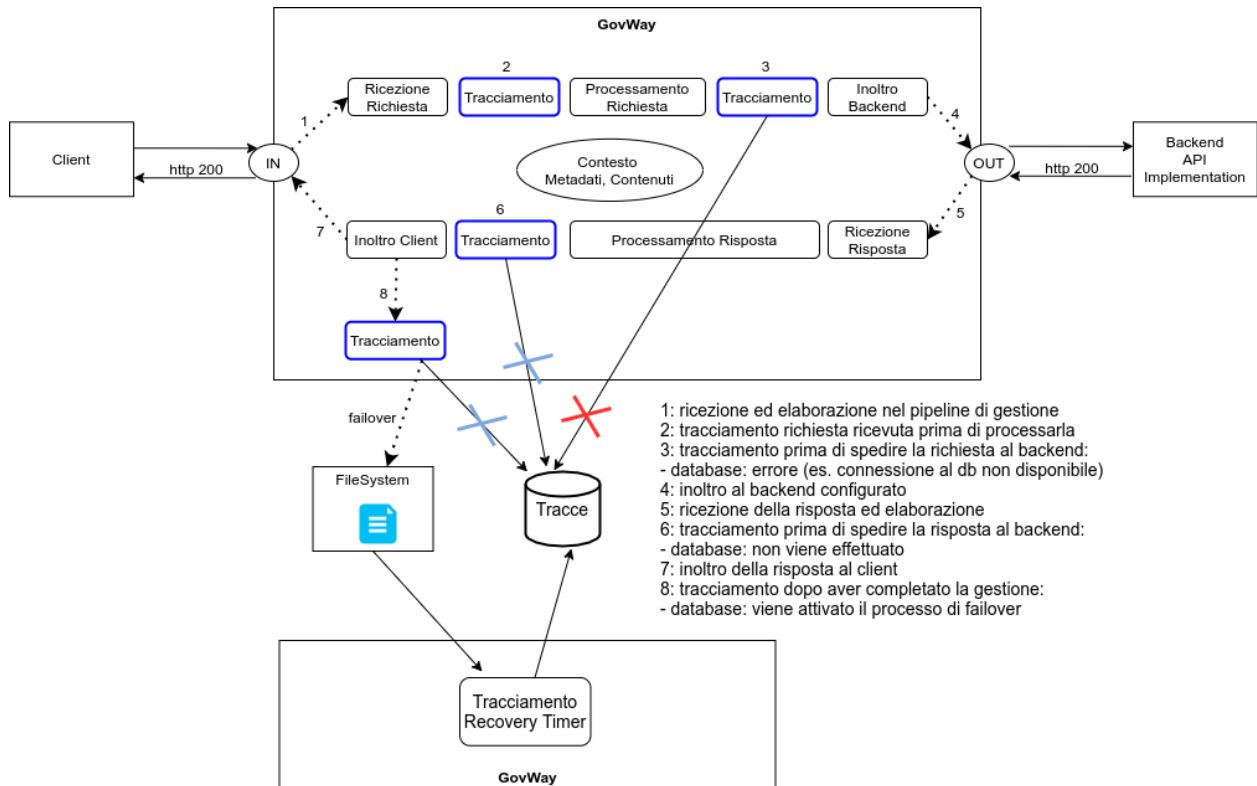 GovWay
2
3
Ricezione
Richiesta
Tracciamento
Processamento
Richiesta
Tracciamento
Inoltro
Backend
1
4
Client
http 200
IN
Contesto
Metadati, Contenuti
OUT
http 200
Backend
API
Implementation
6
7
5
Inoltro Client
Tracciamento
Processamento Risposta
Ricezione
Risposta
8
Tracciamento
failover
FileSystem
Tracce
1: ricezione ed elaborazione nel pipeline di gestione
2: tracciamento richiesta ricevuta prima di processarla
3: tracciamento prima di spedire la richiesta al backend:
- database: errore (es. connessione al db non disponibile)
4: inoltro al backend configurato
5: ricezione della risposta ed elaborazione
6: tracciamento prima di spedire la risposta al backend:
- database: non viene effettuato
7: inoltro della risposta al client
8: tracciamento dopo aver completato la gestione:
- database: viene attivato il processo di failover
Tracciamento
Recovery Timer
GovWay